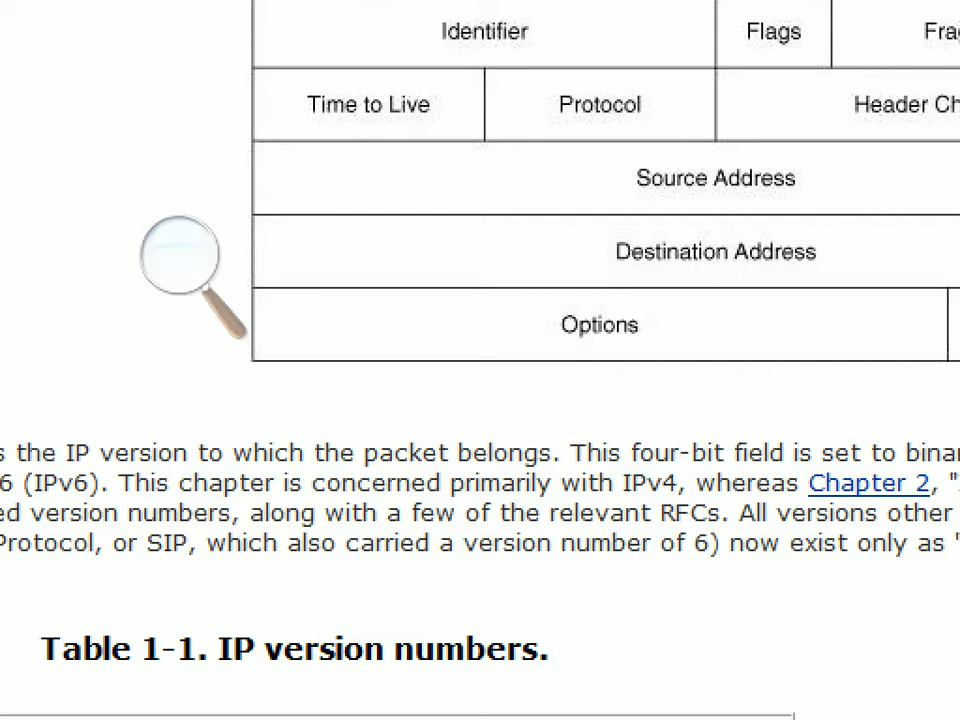 Identifier Flags
Time to Live Protocol Header
Source Address
Destination Address
Options
the IP version to which the packet belongs. This four-bit field is set to
6 (IPv6). This chapter is concerned primarily with IPv4, whereas Chapter 2, "
version numbers, along with a few of the relevant RFCs. All versions other
Protocol, or SIP, which also carried a version number of 6) now exist only as "
Table 1-1. IP version numbers.